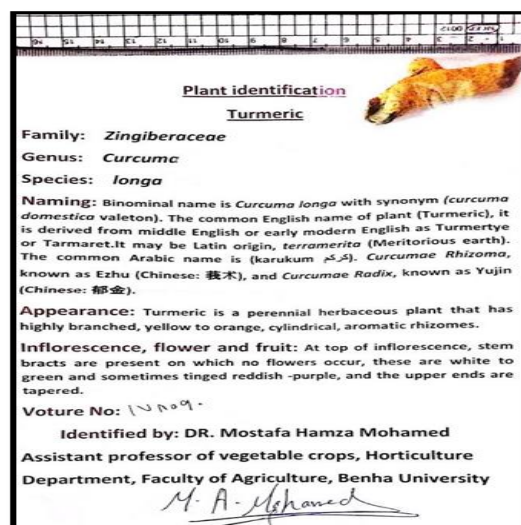 Plant identification
Turmeric
Family: Zingiberaceae
Genus: Curcuma
Species: longa
Naming: Binominal name is Curcuma longa with synonym (curcuma
domestica valeton). The common English name of plant (Turmeric), it
is derived from middle English or early modern English as Turmertye
or Tarmaret.It may be Latin origin, terramerita (Meritorious earth).
The common Arabic name is (karukum كركم). Curcumae Rhizoma,
known as Ezhu (Chinese: 莪术), and Curcumae Radix, known as Yujin
(Chinese: 郁金).
Appearance: Turmeric is a perennial herbaceous plant that has
highly branched, yellow to orange, cylindrical, aromatic rhizomes.
Inflorescence, flower and fruit: At top of inflorescence, stem
bracts are present on which no flowers occur, these are white to
green and sometimes tinged reddish -purple, and the upper ends are
tapered.
Voture No:
Identified by: DR. Mostafa Hamza Mohamed
Assistant professor of vegetable crops, Horticulture
Department, Faculty of Agriculture, Benha University
M. A. Mohamed